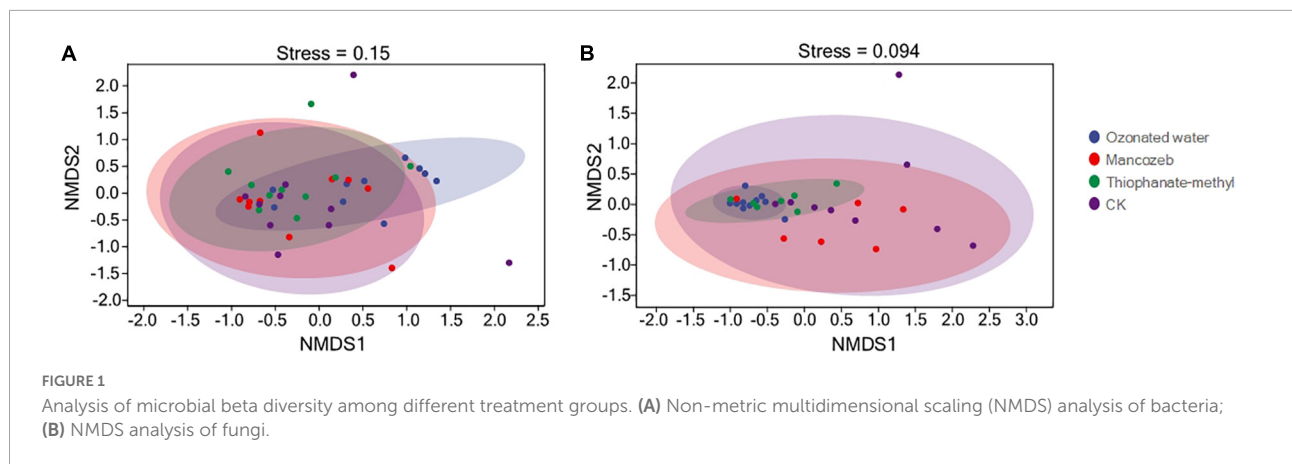 A
Stress = 0.15
2.0
1.5
1.0
0.5
0.0
-0.5
-1.0
-1.5
-2.0
NMDS2
-2.0 -1.5 -1.0 -0.5 0.0 0.5 1.0 1.5 2.0 2.5
NMDS1
B
Stress = 0.094
2.0
1.5
1.0
0.5
0.0
-0.5
-1.0
-1.5
NMDS2
-2.0 -1.5 -1.0 -0.5 0.0 0.5 1.0 1.5 2.0 2.5 3.0
NMDS1
Ozonated water
Mancozeb
Thiophanate-methyl
CK
FIGURE 1
Analysis of microbial beta diversity among different treatment groups. (A) Non-metric multidimensional scaling (NMDS) analysis of bacteria;
(B) NMDS analysis of fungi.